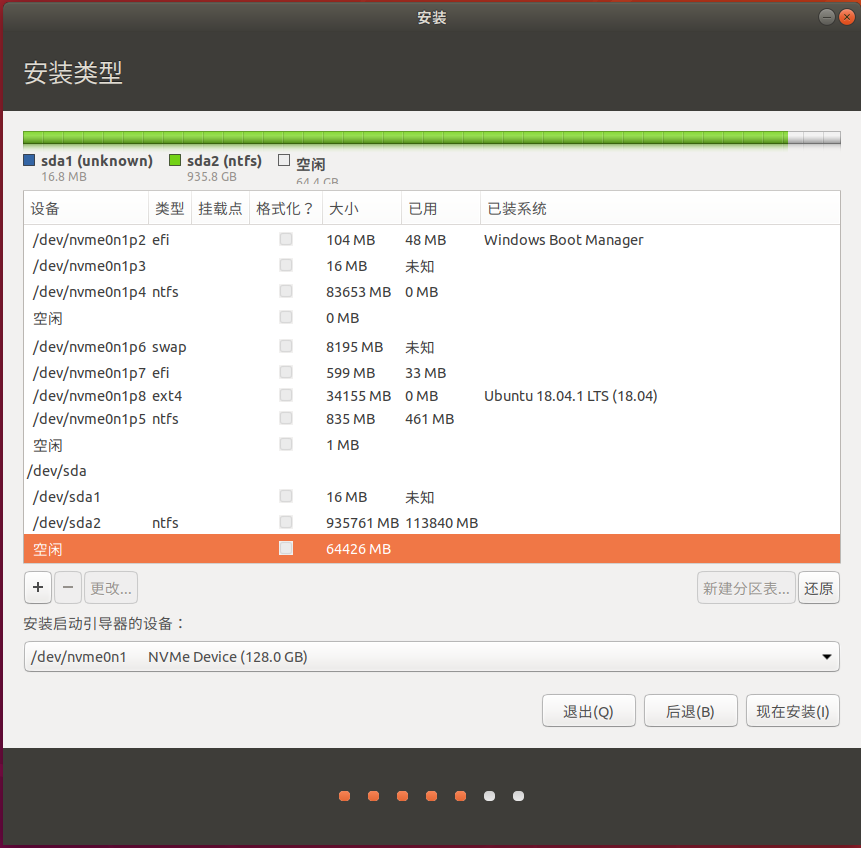 安装
安装类型
sda1 (unknown) sda2 (ntfs) 空闲
16.8 MB 935.8 GB 64.4 GB
设备 类型 挂载点 格式化？ 大小 已用 已装系统
/dev/nvme0n1p2 efi 104 MB 48 MB Windows Boot Manager
/dev/nvme0n1p3 16 MB 未知
/dev/nvme0n1p4 ntfs 83653 MB 0 MB
空闲 0 MB
/dev/nvme0n1p6 swap 8195 MB 未知
/dev/nvme0n1p7 efi 599 MB 33 MB
/dev/nvme0n1p8 ext4 34155 MB 0 MB Ubuntu 18.04.1 LTS (18.04)
/dev/nvme0n1p5 ntfs 835 MB 461 MB
空闲 1 MB
/dev/sda
/dev/sda1 16 MB 未知
/dev/sda2 ntfs 935761 MB 113840 MB
空闲 64426 MB
+ − 更改... 新建分区表... 还原
安装启动引导器的设备：
/dev/nvme0n1 NVMe Device (128.0 GB)
退出(Q) 后退(B) 现在安装(I)